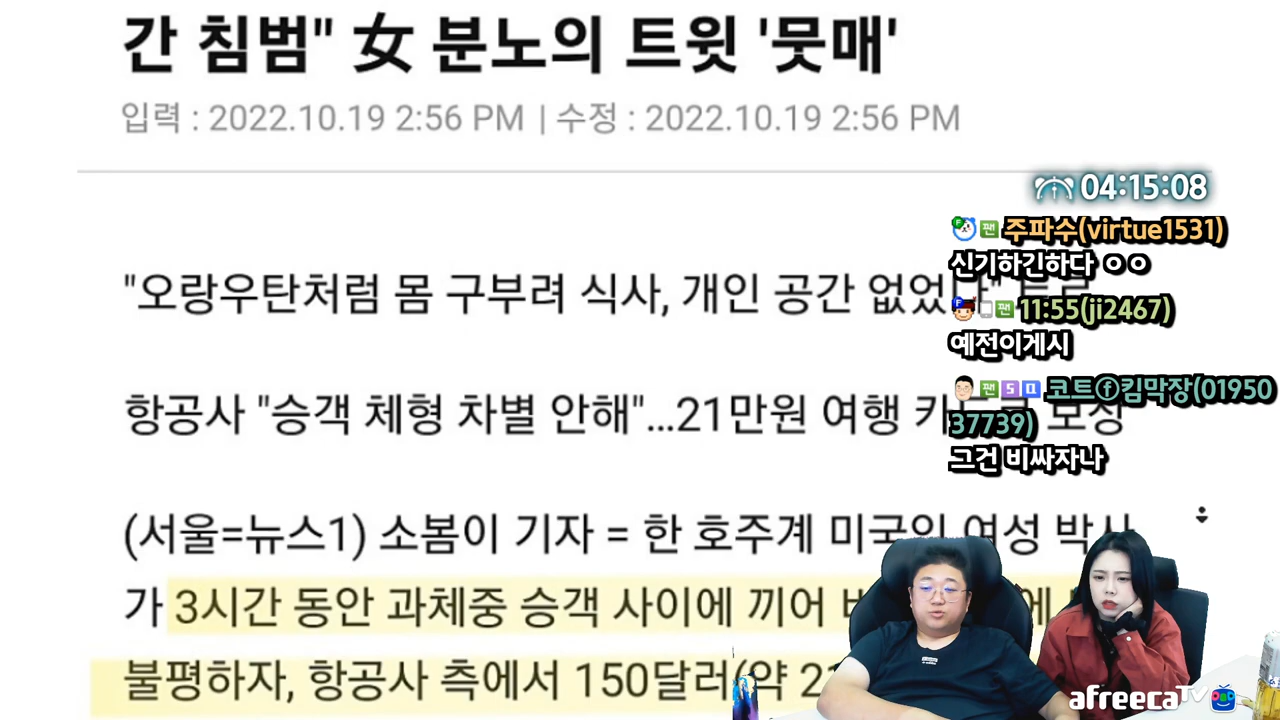 간 침범" 女 분노의 트윗 '뭇매'
입력 : 2022.10.19 2:56 PM | 수정 : 2022.10.19 2:56 PM
04:15:08
팬 주파수(virtue1531)
신기하긴하다 ㅇㅇ
"오랑우탄처럼 몸 구부려 식사, 개인 공간 없었다"
팬 11:55(ji2467)
예전이게시
팬 5 코트ⓕ킴막장(01950
37739)
그건 비싸자나
항공사 "승객 체형 차별 안해"...21만원 여행 카 보상
(서울=뉴스1) 소봄이 기자 = 한 호주계 미국인 여성 박사
가 3시간 동안 과체중 승객 사이에 끼어
불평하자, 항공사 측에서 150달러(약
afreecaTV